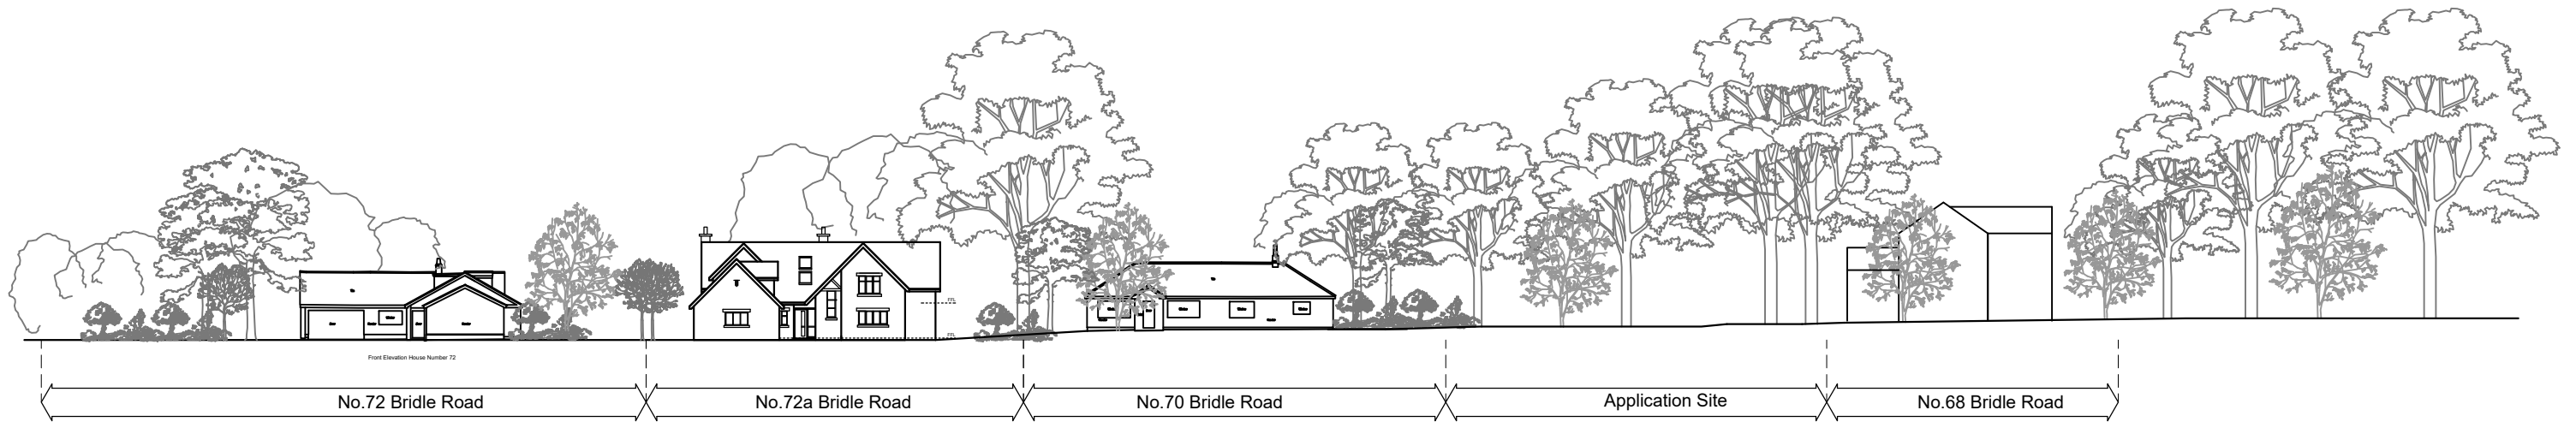 Front Elevation House Number 72
No.72 Bridle Road
No.72a Bridle Road
No.70 Bridle Road
Application Site
No.68 Bridle Road